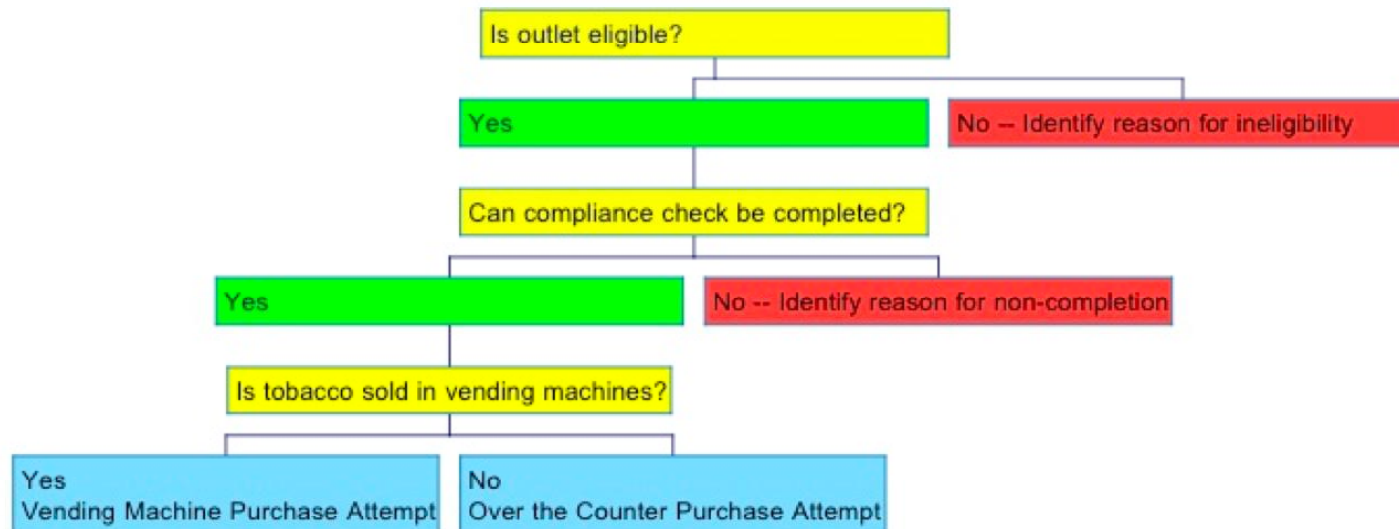 Is outlet eligible?
Yes
No -- Identify reason for ineligibility
Can compliance check be completed?
Yes
No -- Identify reason for non-completion
Is tobacco sold in vending machines?
Yes
Vending Machine Purchase Attempt
No
Over the Counter Purchase Attempt